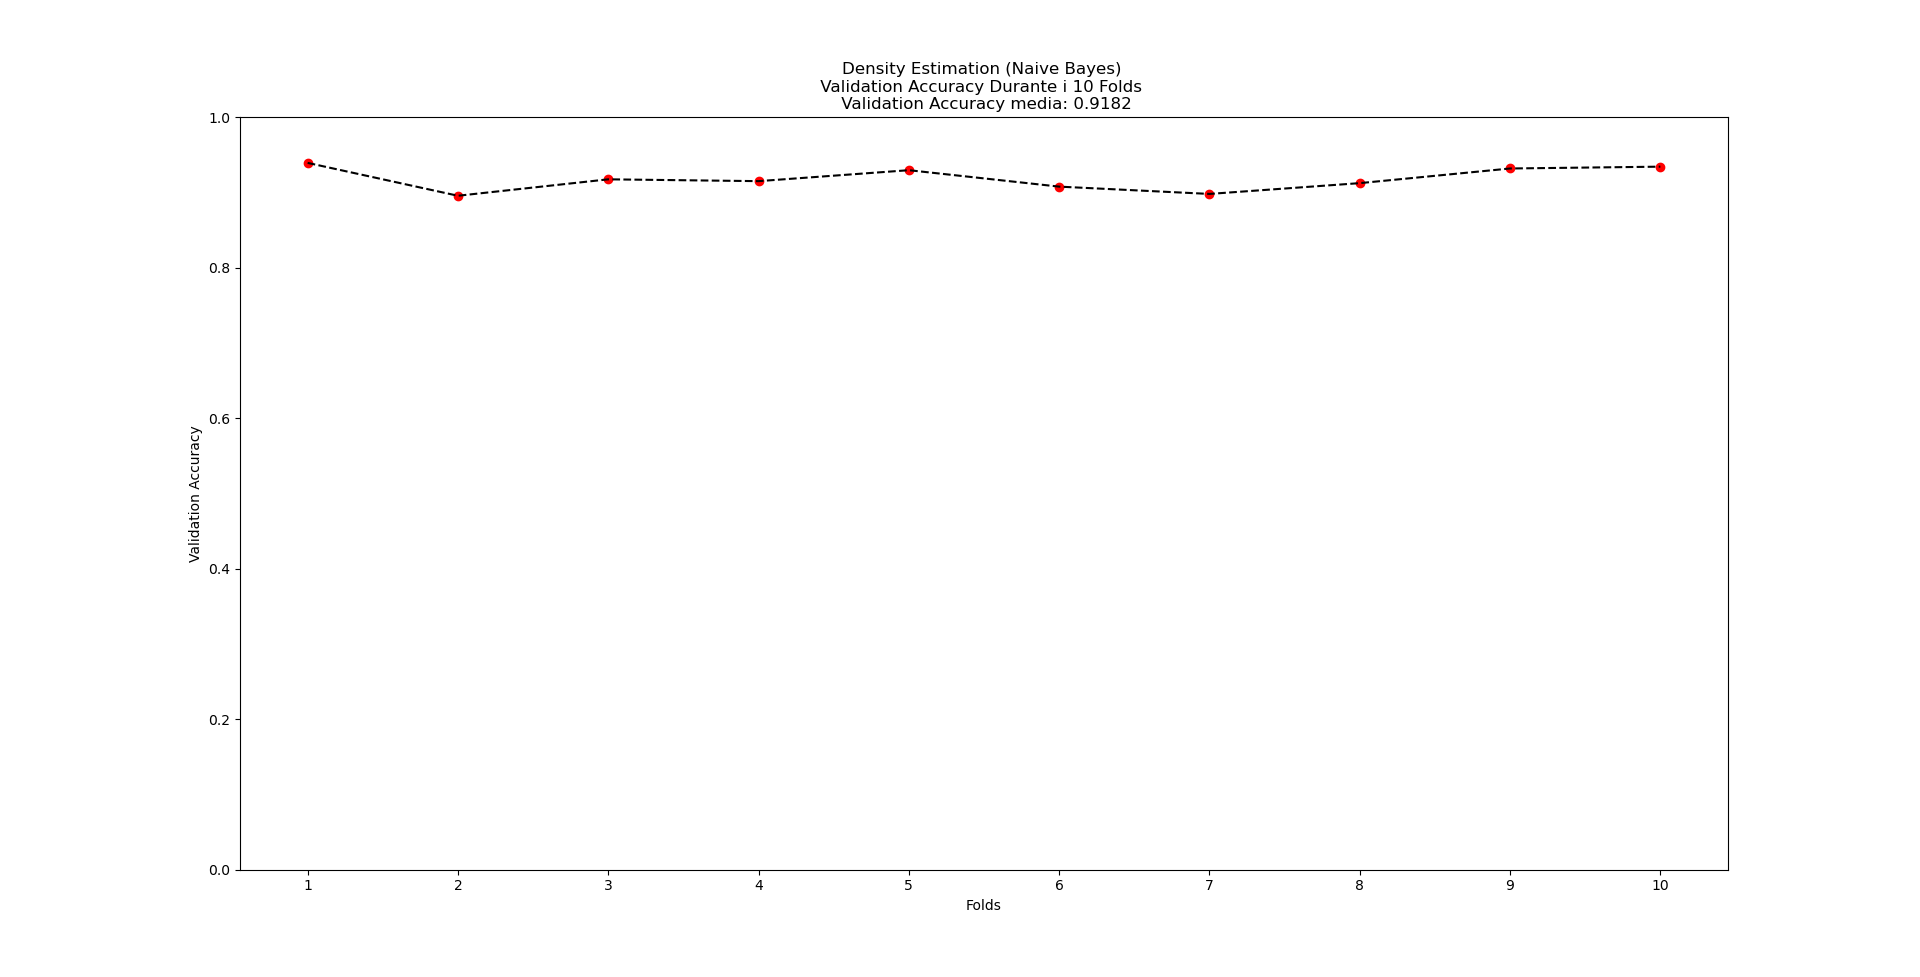 Density Estimation (Naive Bayes)
Validation Accuracy Durante i 10 Folds
Validation Accuracy media: 0.9182
1.0
0.8
0.6
0.4
0.2
0.0
Validation Accuracy
1 2 3 4 5 6 7 8 9 10
Folds